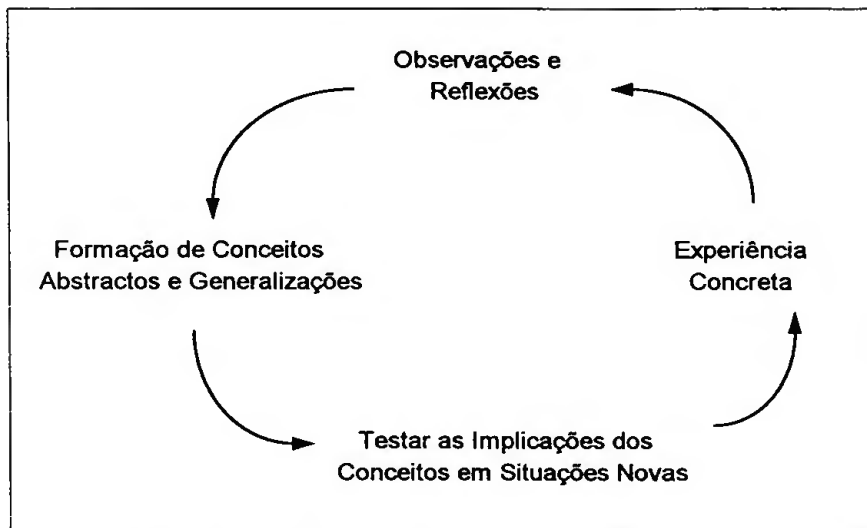 Observações e
Reflexões
Formação de Conceitos
Abstractos e Generalizações
Experiência
Concreta
Testar as Implicações dos
Conceitos em Situações Novas